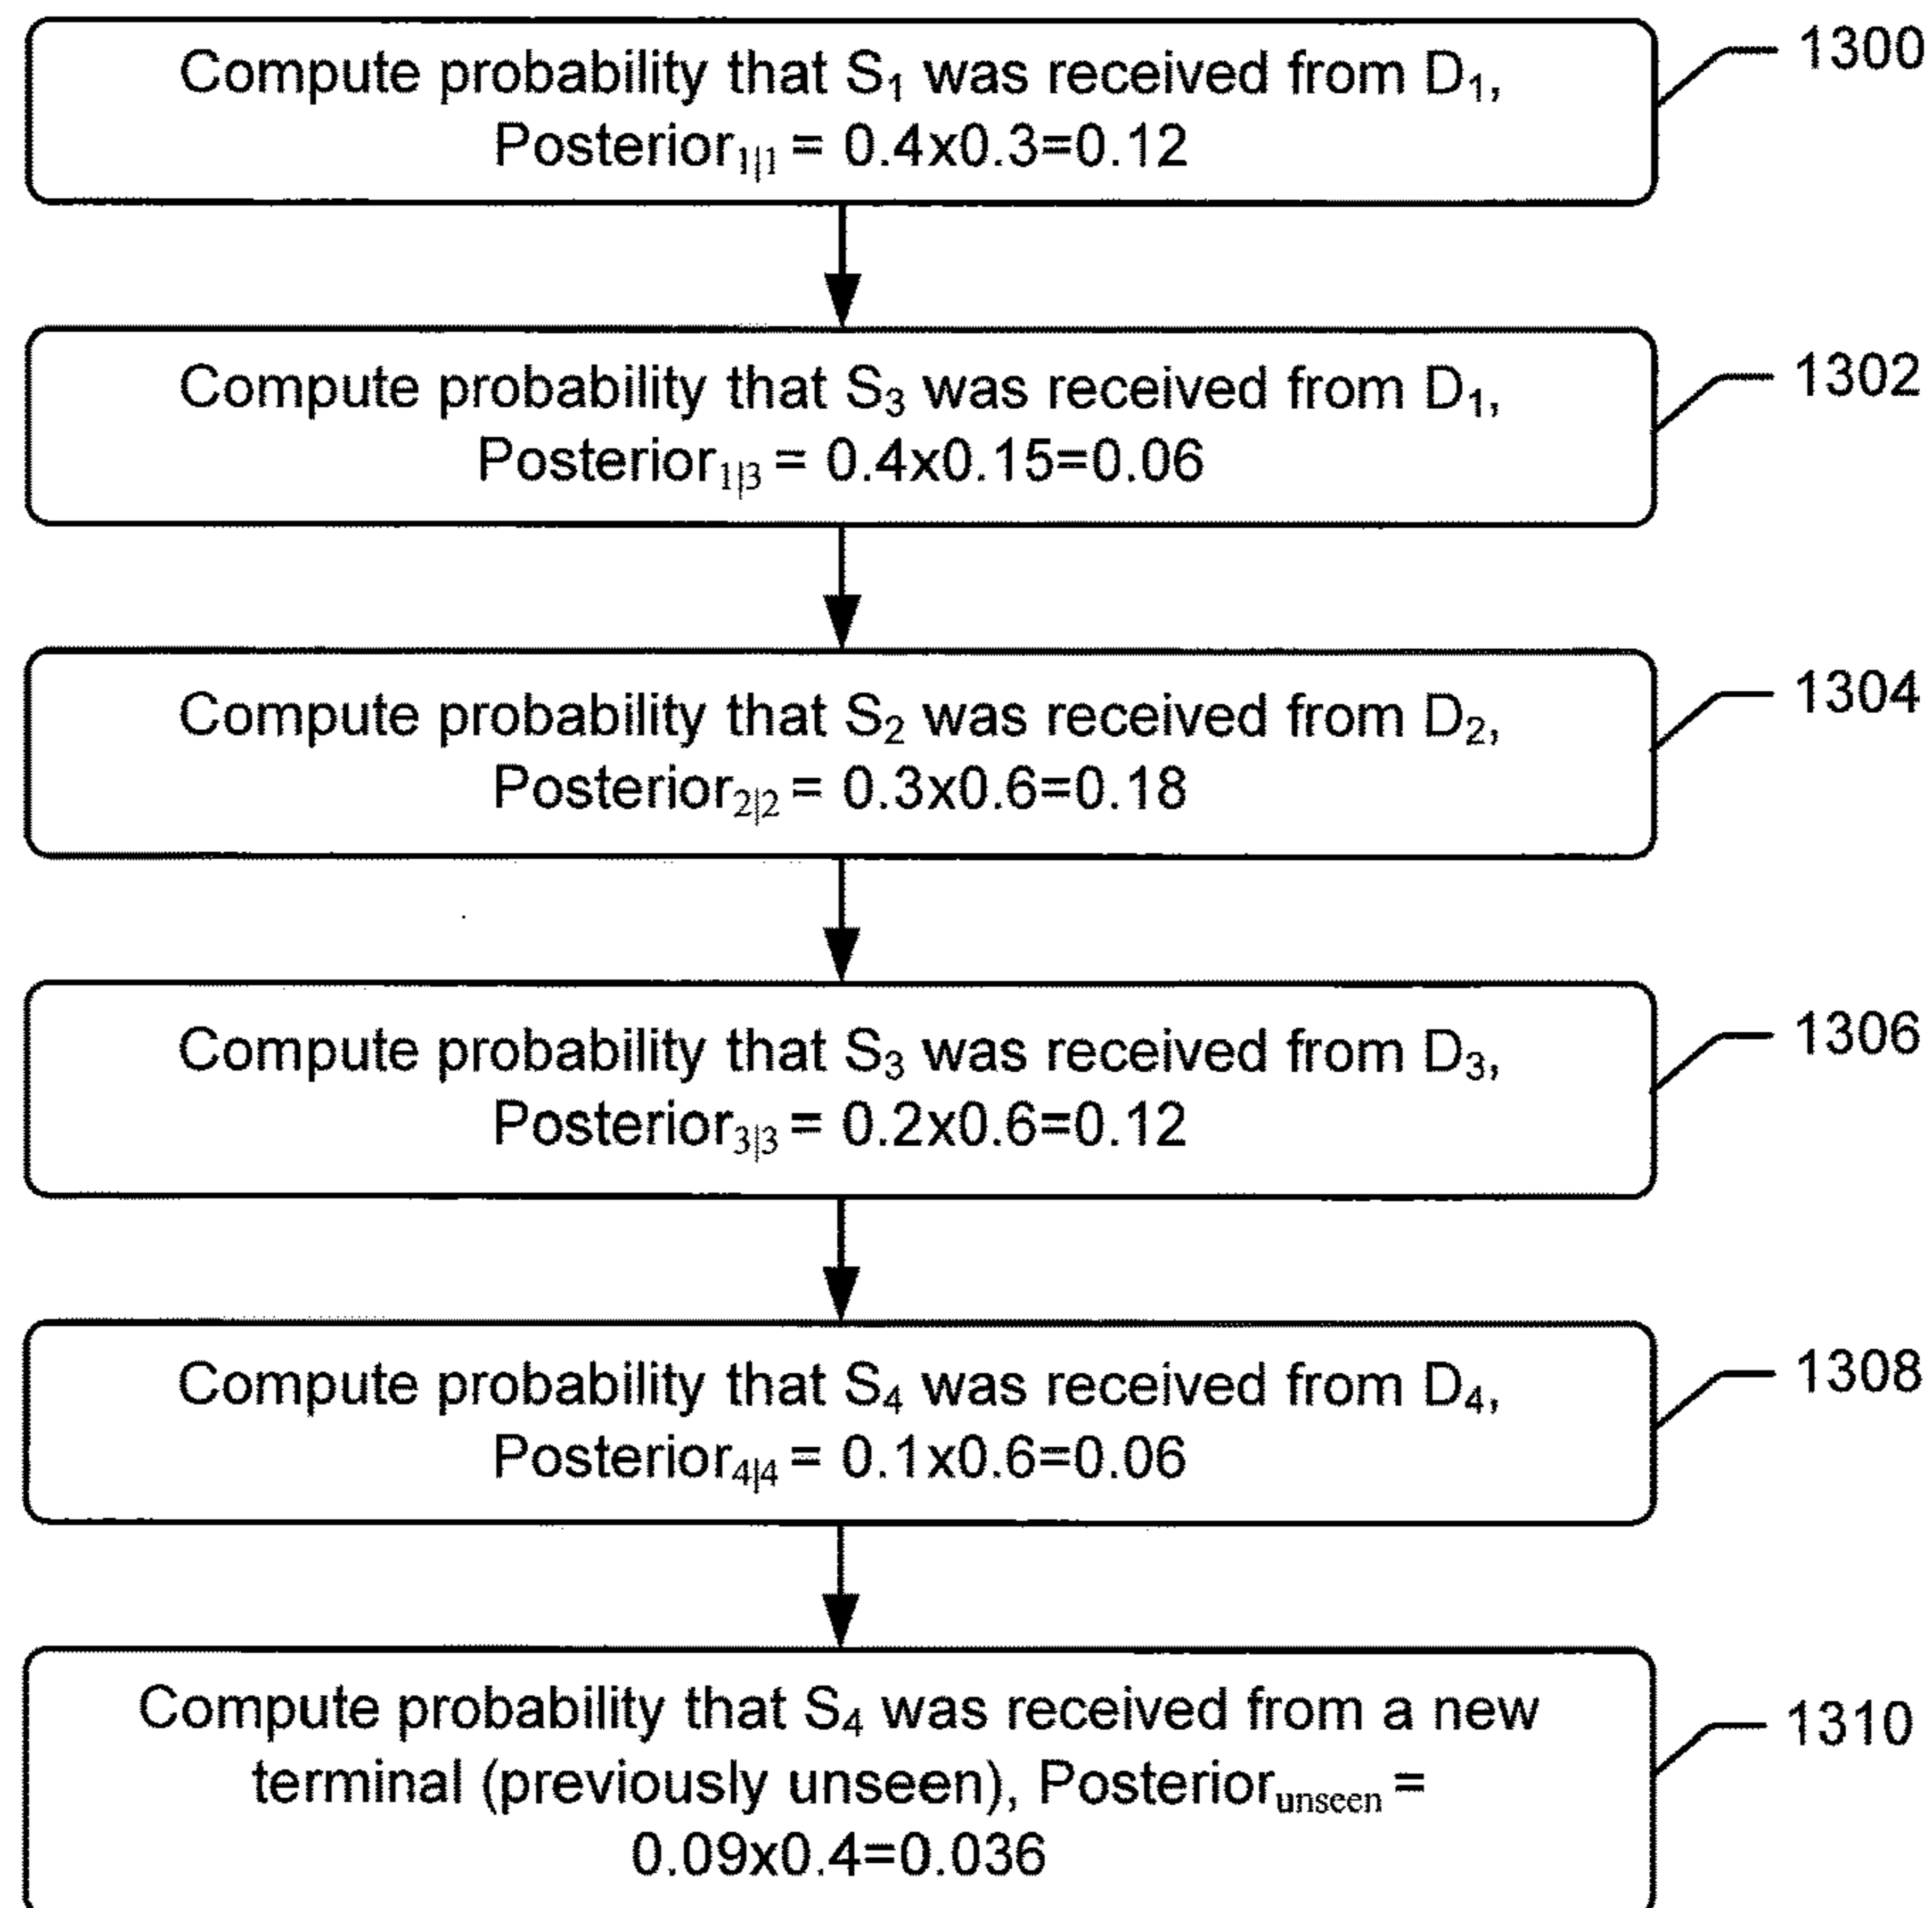 Compute probability that S₁ was received from D₁,
Posterior₁|₁ = 0.4x0.3=0.12
1300
Compute probability that S₃ was received from D₁,
Posterior₁|₃ = 0.4x0.15=0.06
1302
Compute probability that S₂ was received from D₂,
Posterior₂|₂ = 0.3x0.6=0.18
1304
Compute probability that S₃ was received from D₃,
Posterior₃|₃ = 0.2x0.6=0.12
1306
Compute probability that S₄ was received from D₄,
Posterior₄|₄ = 0.1x0.6=0.06
1308
Compute probability that S₄ was received from a new
terminal (previously unseen), Posteriorunseen =
0.09x0.4=0.036
1310